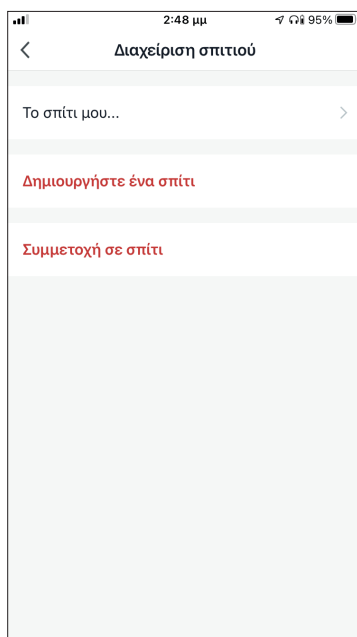 2:48 μμ 95%
Διαχείριση σπιτιού
Το σπίτι μου...
Δημιουργήστε ένα σπίτι
Συμμετοχή σε σπίτι